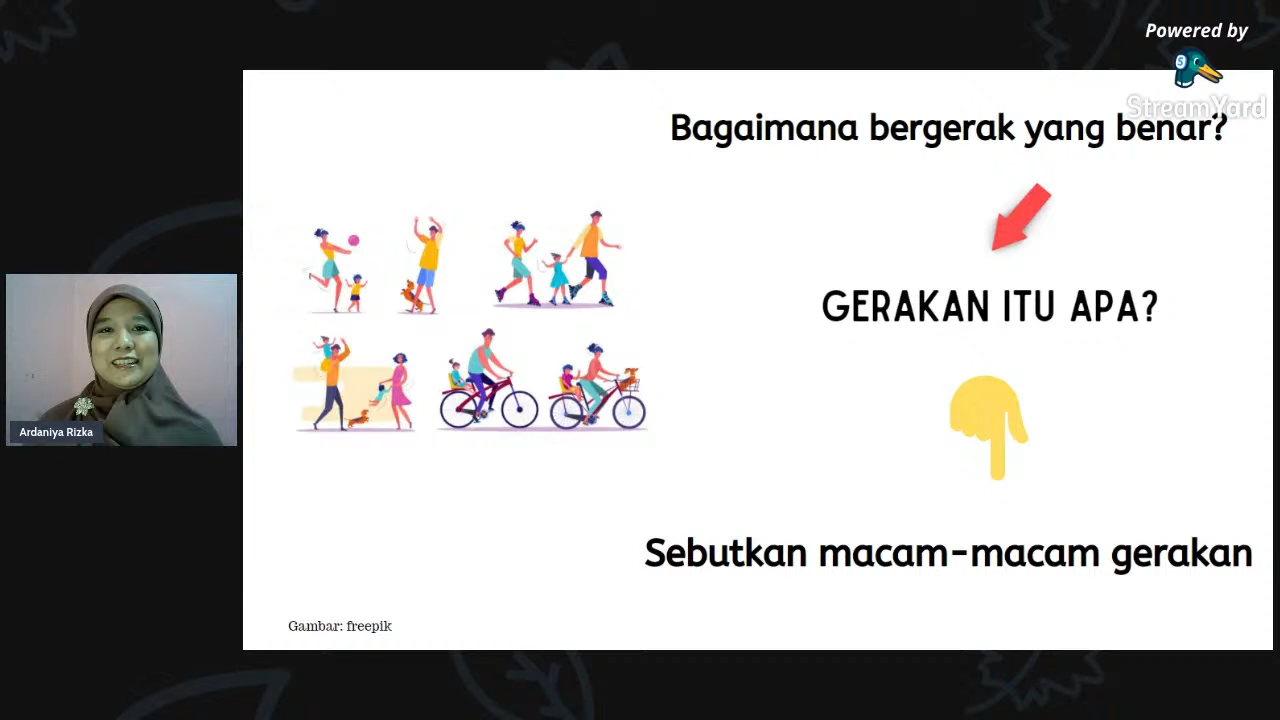 Powered by
StreamYard
Bagaimana bergerak yang benar?
GERAKAN ITU APA?
Ardaniya Rizka
Sebutkan macam-macam gerakan
Gambar: freepik